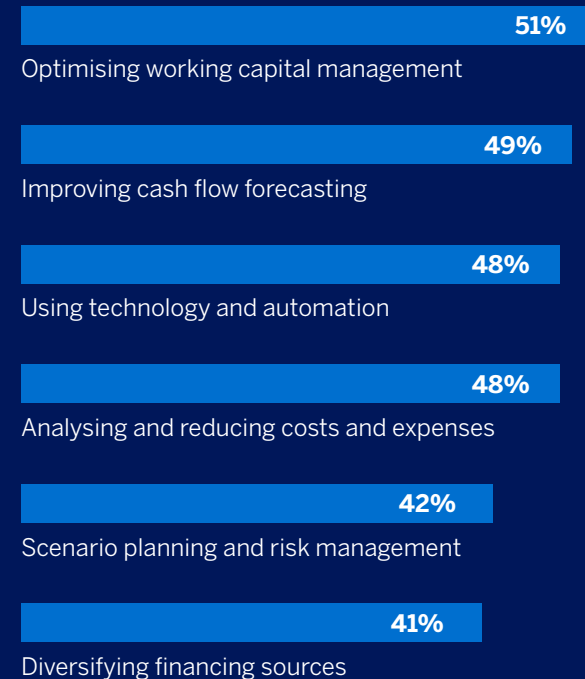 51%
Optimising working capital management
49%
Improving cash flow forecasting
48%
Using technology and automation
48%
Analysing and reducing costs and expenses
42%
Scenario planning and risk management
41%
Diversifying financing sources